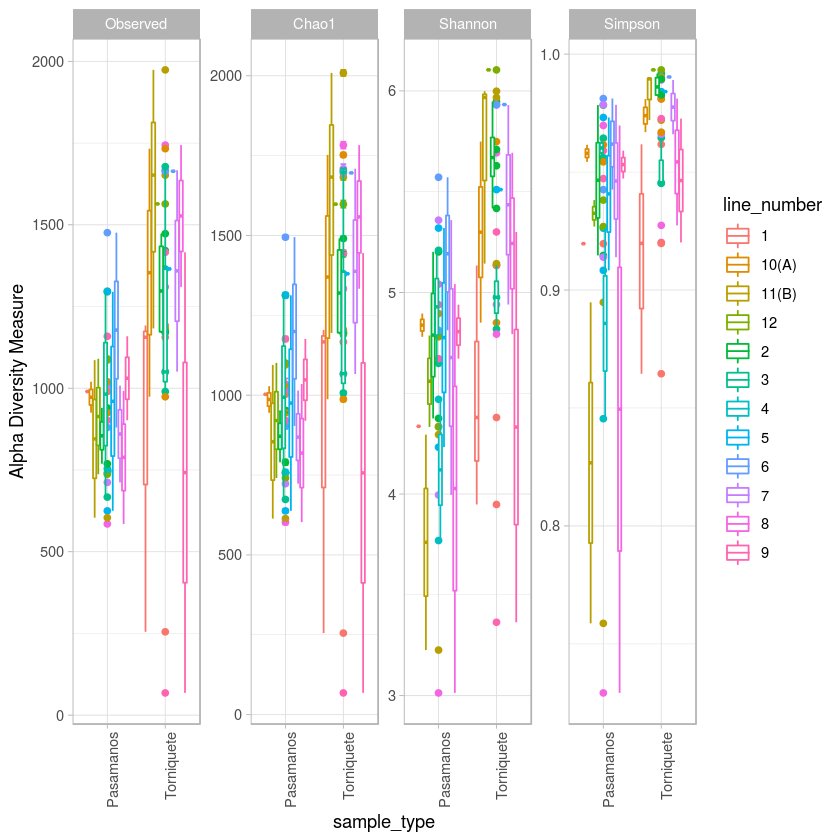 Observed
Chao1
Shannon
Simpson
2000
1500
1000
500
0
2000
1500
1000
500
0
6
5
4
3
1.0
0.9
0.8
Alpha Diversity Measure
Pasamanos
Torniquete
Pasamanos
Torniquete
Pasamanos
Torniquete
Pasamanos
Torniquete
sample_type
line_number
1
10(A)
11(B)
12
2
3
4
5
6
7
8
9